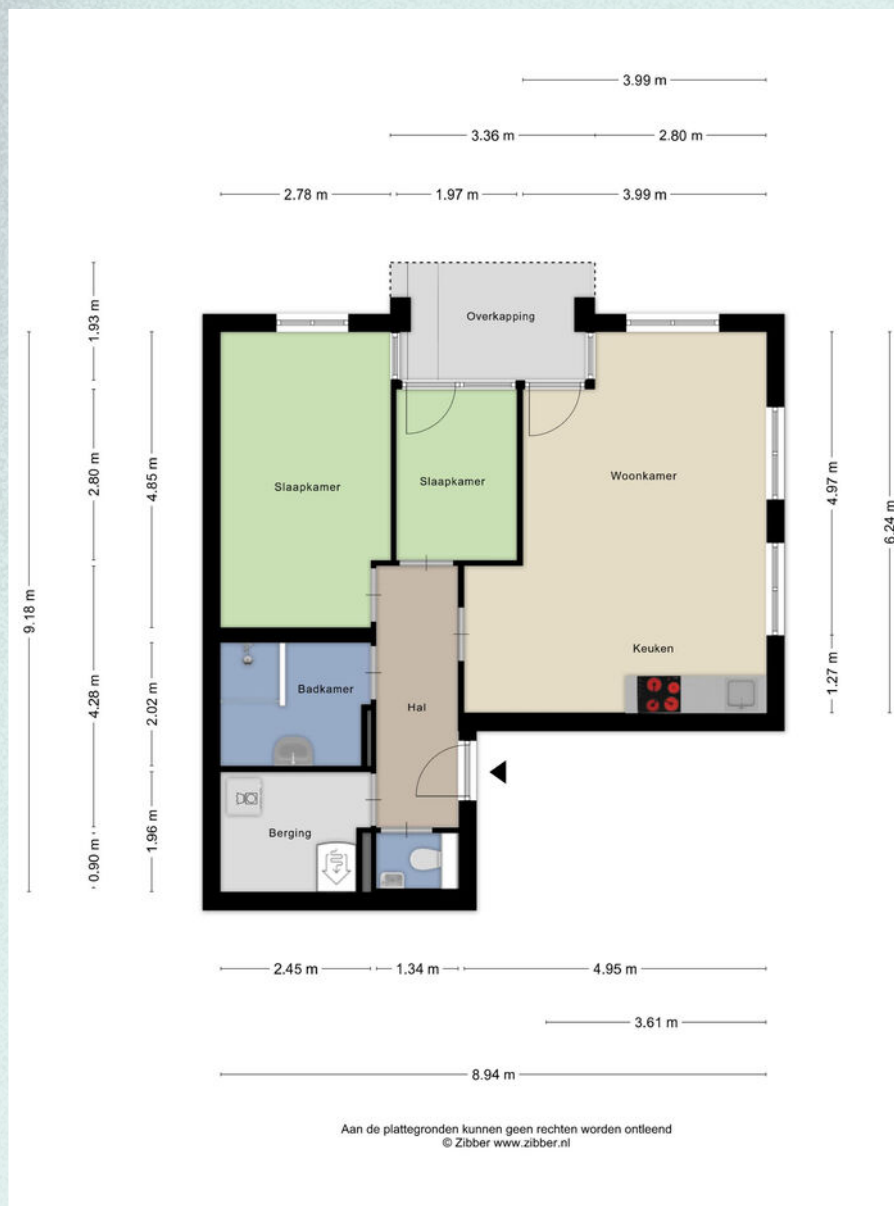 3.99 m
3.36 m
2.80 m
2.78 m
1.97 m
3.99 m
1.93 m
Overkapping
9.18 m
2.80 m
4.85 m
Slaapkamer
Slaapkamer
Woonkamer
4.97 m
6.24 m
4.28 m
2.02 m
Badkamer
Hal
Keuken
1.27 m
0.90 m
1.96 m
Berging
2.45 m
1.34 m
4.95 m
3.61 m
8.94 m
Aan de plattegronden kunnen geen rechten worden ontleend
© Zibber www.zibber.nl